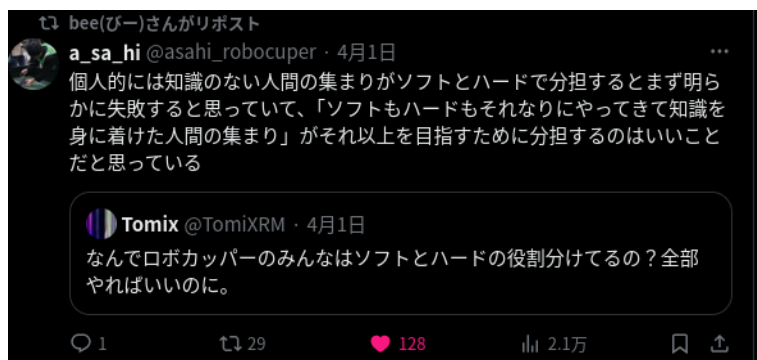 bee(びー)さんがリポスト
a_sa_hi @asahi_robocuper · 4月1日
個人的には知識のない人間の集まりがソフトとハードで分担するとまず明ら
かに失敗すると思っていて、「ソフトもハードもそれなりにやってきて知識を
身に着けた人間の集まり」がそれ以上を目指すために分担するのはいいこと
だと思っている
Tomix @TomiXRM · 4月1日
なんでロボカッパーのみんなはソフトとハードの役割分けてるの？全部
やればいいのに。
1 29 128 2.1万